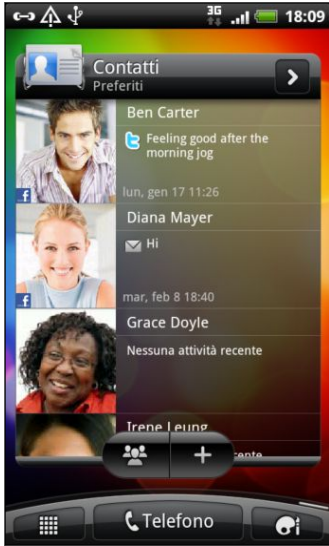 3G 18:09
Contatti
Preferiti
Ben Carter
Feeling good after the
morning jog
lun, gen 17 11:26
Diana Mayer
Hi
mar, feb 8 18:40
Grace Doyle
Nessuna attività recente
Irene Leung
Telefono